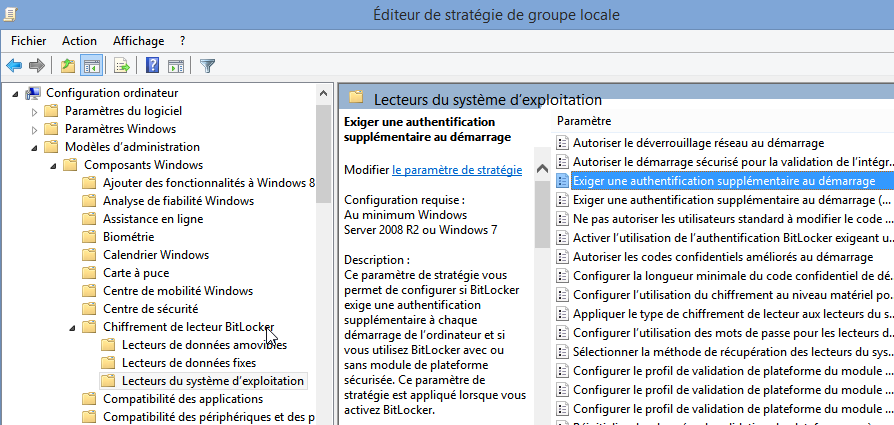 Éditeur de stratégie de groupe locale
Fichier Action Affichage ?
Configuration ordinateur
Paramètres du logiciel
Paramètres Windows
Modèles d'administration
Composants Windows
Ajouter des fonctionnalités à Windows 8
Analyse de fiabilité Windows
Assistance en ligne
Biométrie
Calendrier Windows
Carte à puce
Centre de mobilité Windows
Centre de sécurité
Chiffrement de lecteur BitLocker
Lecteurs de données amovibles
Lecteurs de données fixes
Lecteurs du système d'exploitation
Compatibilité des applications
Compatibilité des périphériques et des p
Lecteurs du système d'exploitation
Exiger une authentification
supplémentaire au démarrage
Modifier le paramètre de stratégie
Configuration requise :
Au minimum Windows
Server 2008 R2 ou Windows 7
Description :
Ce paramètre de stratégie vous
permet de configurer si BitLocker
exige une authentification
supplémentaire à chaque
démarrage de l'ordinateur et si
vous utilisez BitLocker avec ou
sans module de plateforme
sécurisée. Ce paramètre de
stratégie est appliqué lorsque vous
activez BitLocker.
Paramètre
Autoriser le déverrouillage réseau au démarrage
Autoriser le démarrage sécurisé pour la validation de l'intégr...
Exiger une authentification supplémentaire au démarrage
Exiger une authentification supplémentaire au démarrage (...
Ne pas autoriser les utilisateurs standard à modifier le code ...
Activer l'utilisation de l'authentification BitLocker exigeant u...
Autoriser les codes confidentiels améliorés au démarrage
Configurer la longueur minimale du code confidentiel de dé...
Configurer l'utilisation du chiffrement au niveau matériel po...
Appliquer le type de chiffrement de lecteur aux lecteurs du s...
Configurer l'utilisation des mots de passe pour les lecteurs d...
Sélectionner la méthode de récupération des lecteurs du sys...
Configurer le profil de validation de plateforme du module ...
Configurer le profil de validation de plateforme du module ...
Configurer le profil de validation de plateforme du module ...